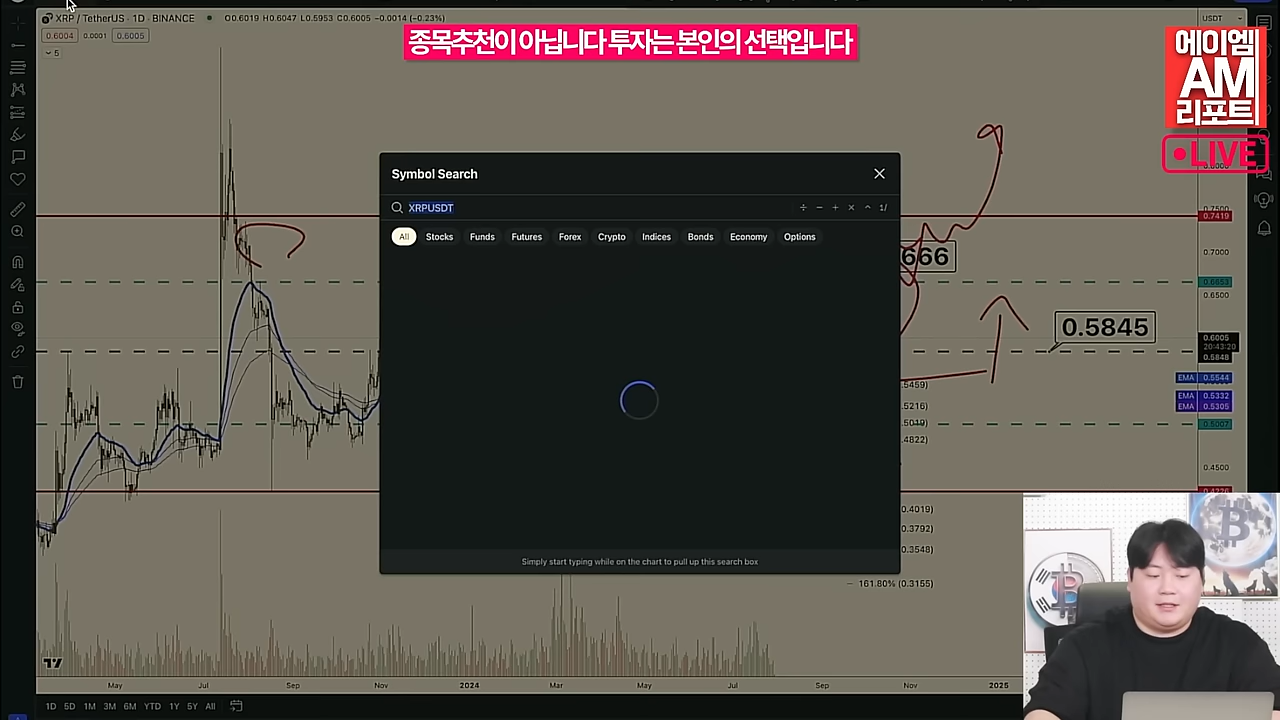 XRP / TetherUS · 1D · BINANCE O0.6019 H0.6047 L0.5953 C0.6005 −0.0014 (−0.23%)
USDT
0.6004 0.0001 0.6005
5
종목추천이 아닙니다 투자는 본인의 선택입니다
에이엠
AM
리포트
LIVE
Symbol Search
XRPUSDT
÷ − + × ^ 1/
All Stocks Funds Futures Forex Crypto Indices Bonds Economy Options
0.7419
0.7000
666
0.6500
0.5845
0.6005
20:43:20
0.5848
EMA 0.5544
EMA 0.5332
EMA 0.5305
0.5216)
0.5007
0.4822)
0.4500
0.4019)
0.3792)
0.3548)
161.80% (0.3155)
Simply start typing while on the chart to pull up this search box
May Jul Sep Nov 2024 Mar May Jul Sep Nov 2025
1D 5D 1M 3M 6M YTD 1Y 5Y All